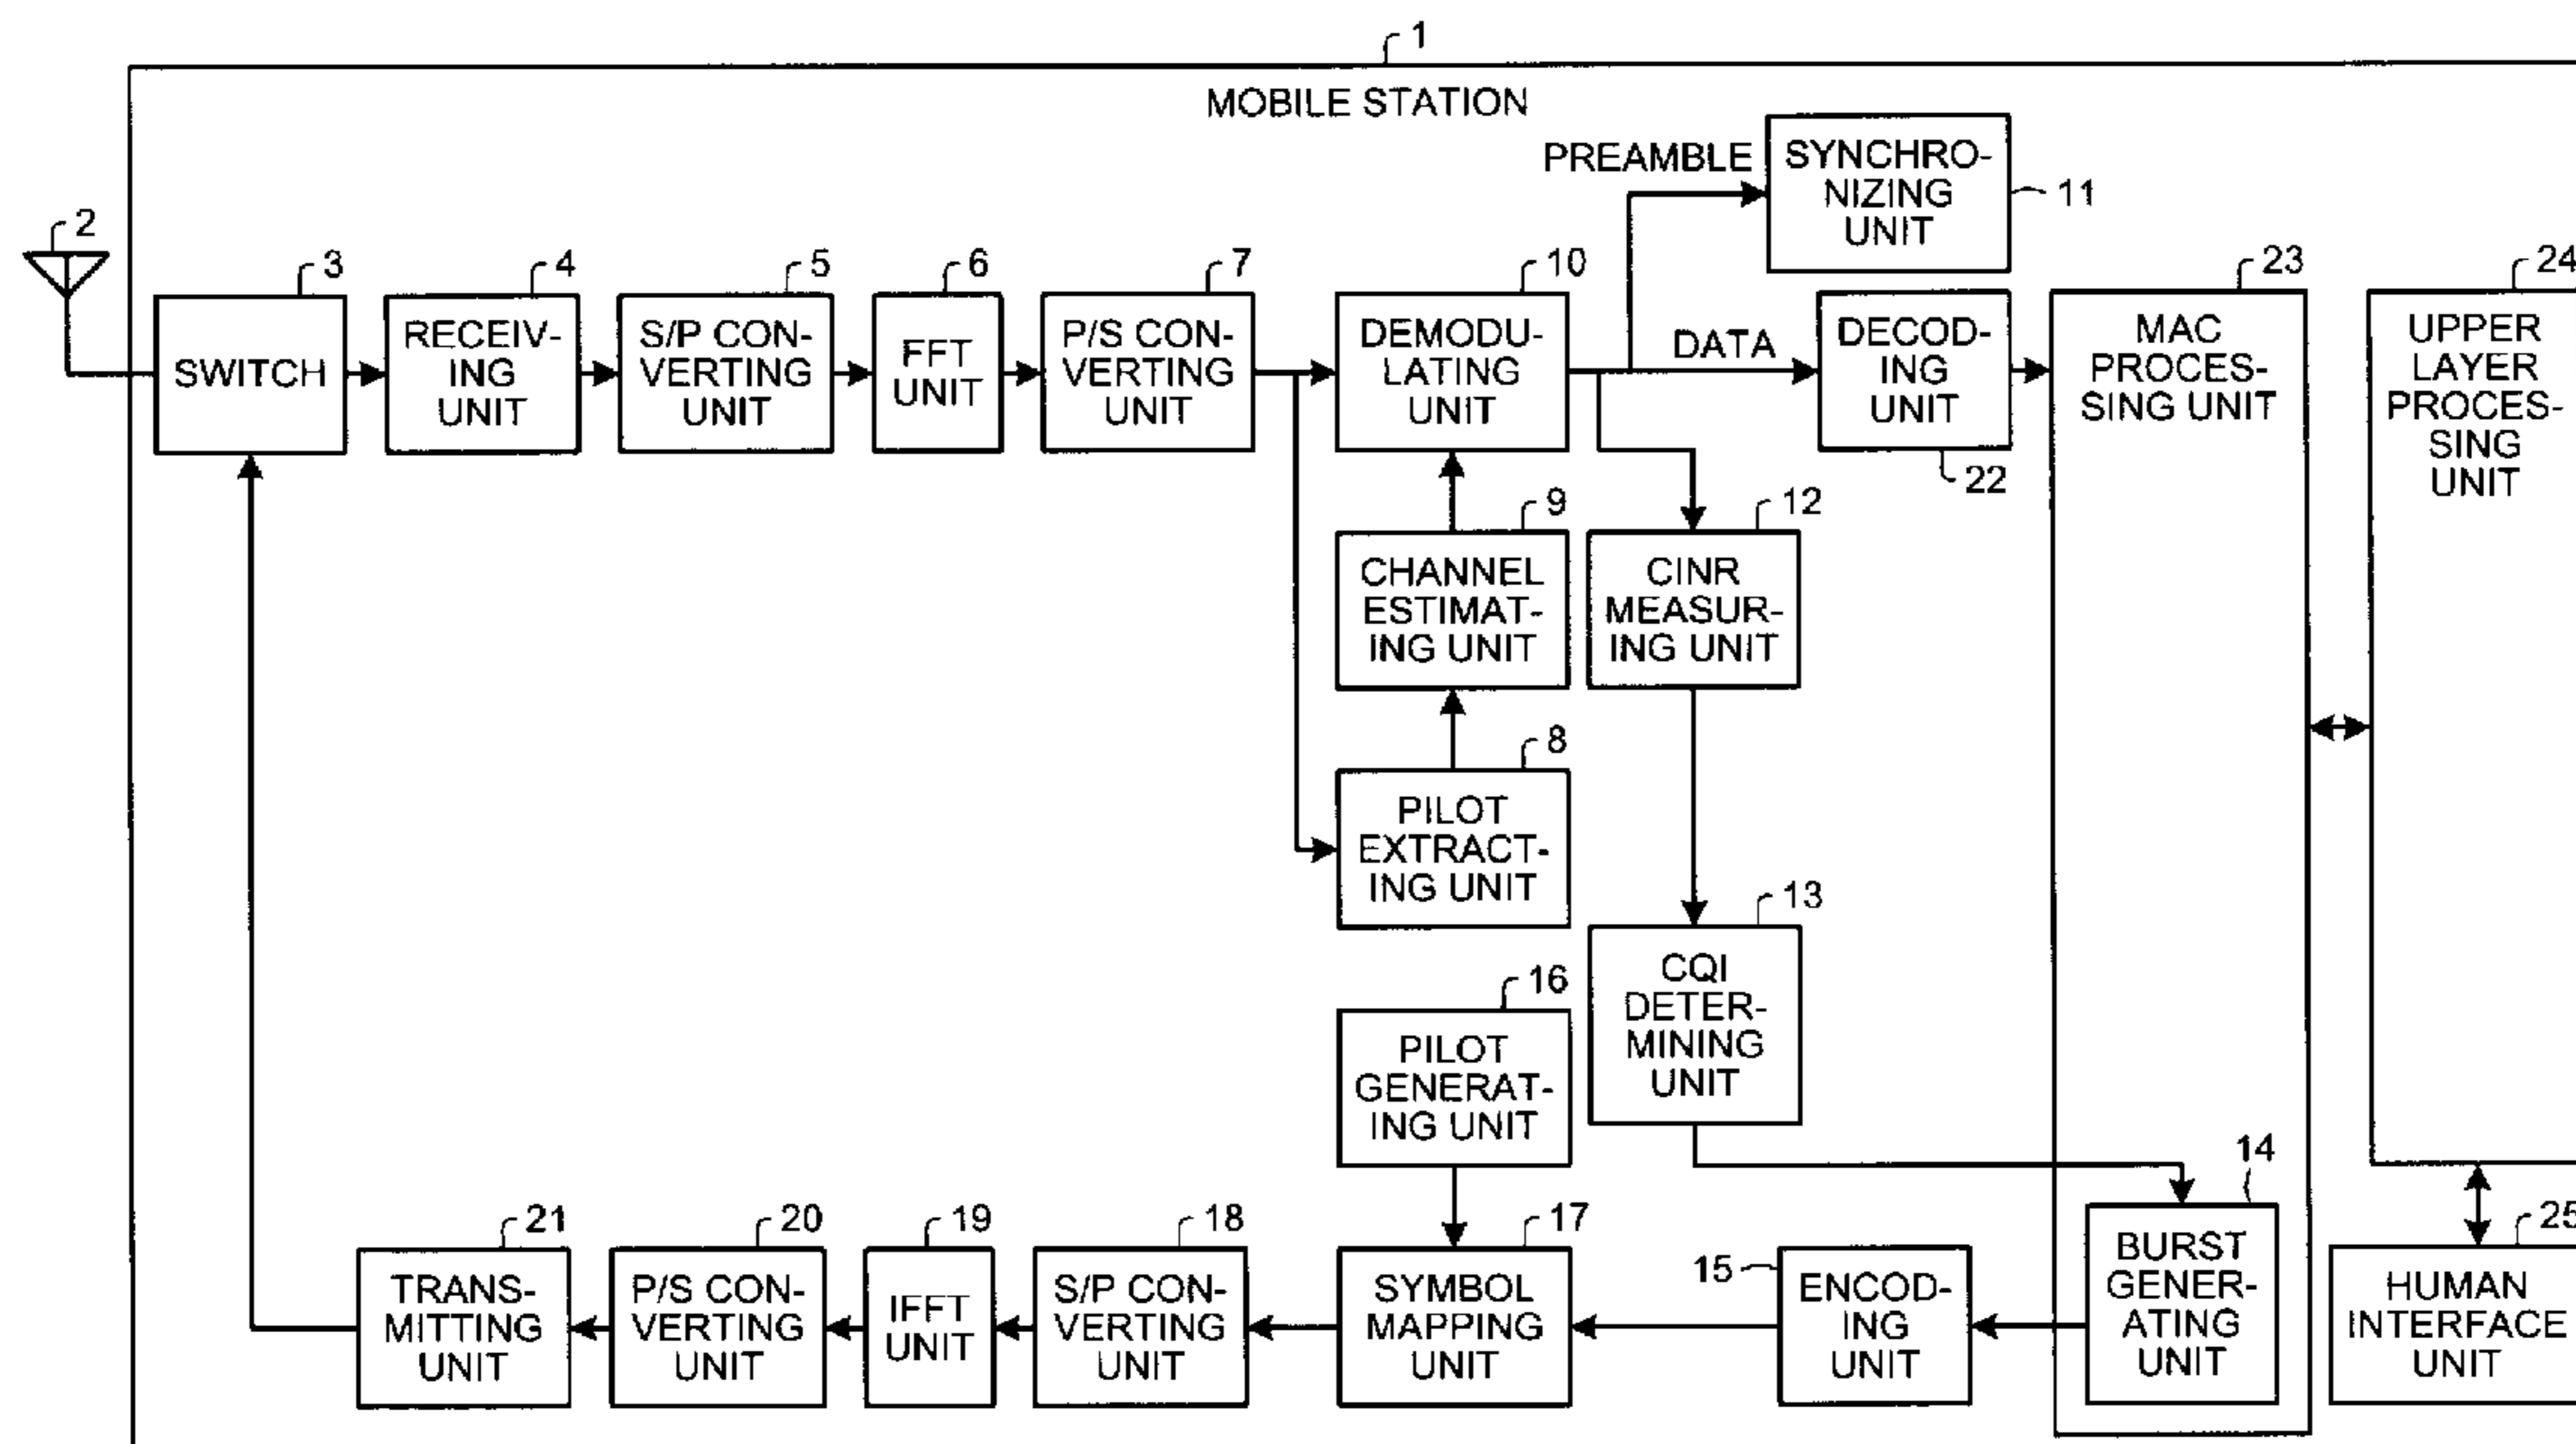 1
MOBILE STATION
PREAMBLE
SYNCHRO-
NIZING
UNIT
11
2
3
SWITCH
4
RECEIV-
ING
UNIT
5
S/P CON-
VERTING
UNIT
6
FFT
UNIT
7
P/S CON-
VERTING
UNIT
10
DEMODU-
LATING
UNIT
DATA
DECOD-
ING
UNIT
22
23
MAC
PROCES-
SING UNIT
24
UPPER
LAYER
PROCES-
SING
UNIT
9
CHANNEL
ESTIMAT-
ING UNIT
12
CINR
MEASUR-
ING UNIT
8
PILOT
EXTRACT-
ING UNIT
13
CQI
DETER-
MINING
UNIT
16
PILOT
GENERAT-
ING UNIT
21
TRANS-
MITTING
UNIT
20
P/S CON-
VERTING
UNIT
19
IFFT
UNIT
18
S/P CON-
VERTING
UNIT
17
SYMBOL
MAPPING
UNIT
15
ENCOD-
ING
UNIT
14
BURST
GENER-
ATING
UNIT
25
HUMAN
INTERFACE
UNIT